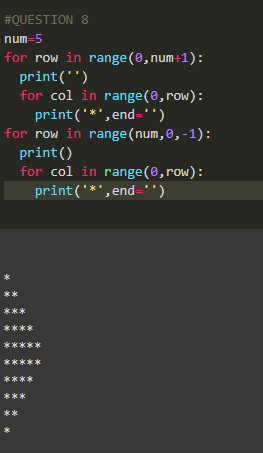 #QUESTION 8
num=5
for row in range(0,num+1):
  print('')
  for col in range(0,row):
    print('*',end='')
for row in range(num,0,-1):
  print()
  for col in range(0,row):
    print('*',end='')
*
**
***
****
*****
*****
****
***
**
*